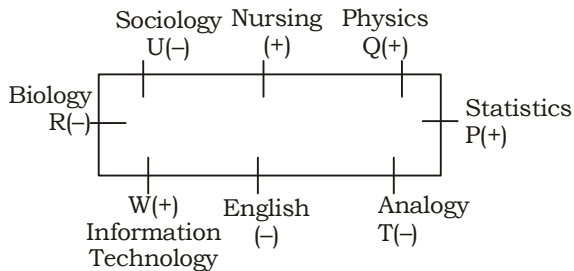 Sociology Nursing Physics
U(–) (+) Q(+)
Biology
R(–)
Statistics
P(+)
W(+) English Analogy
Information (–) T(–)
Technology